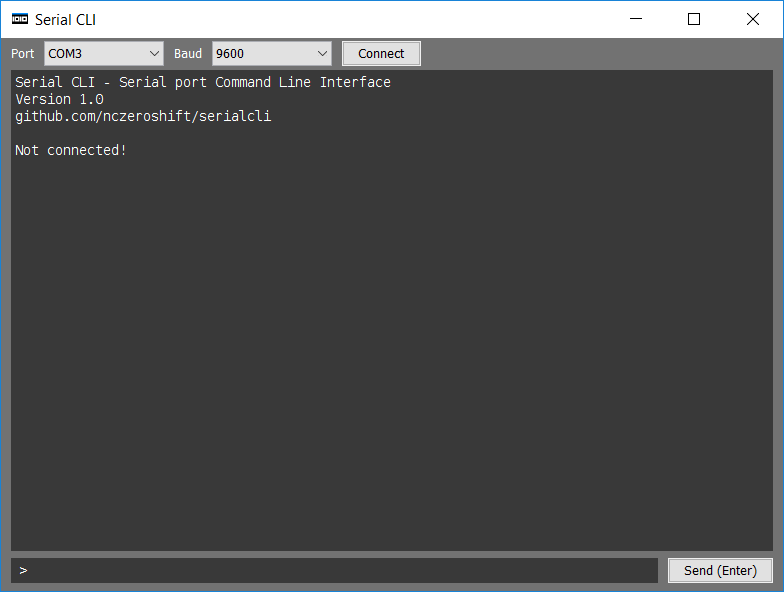 Serial CLI
Port COM3 Baud 9600 Connect
Serial CLI - Serial port Command Line Interface
Version 1.0
github.com/nczeroshift/serialcli
Not connected!
> Send (Enter)